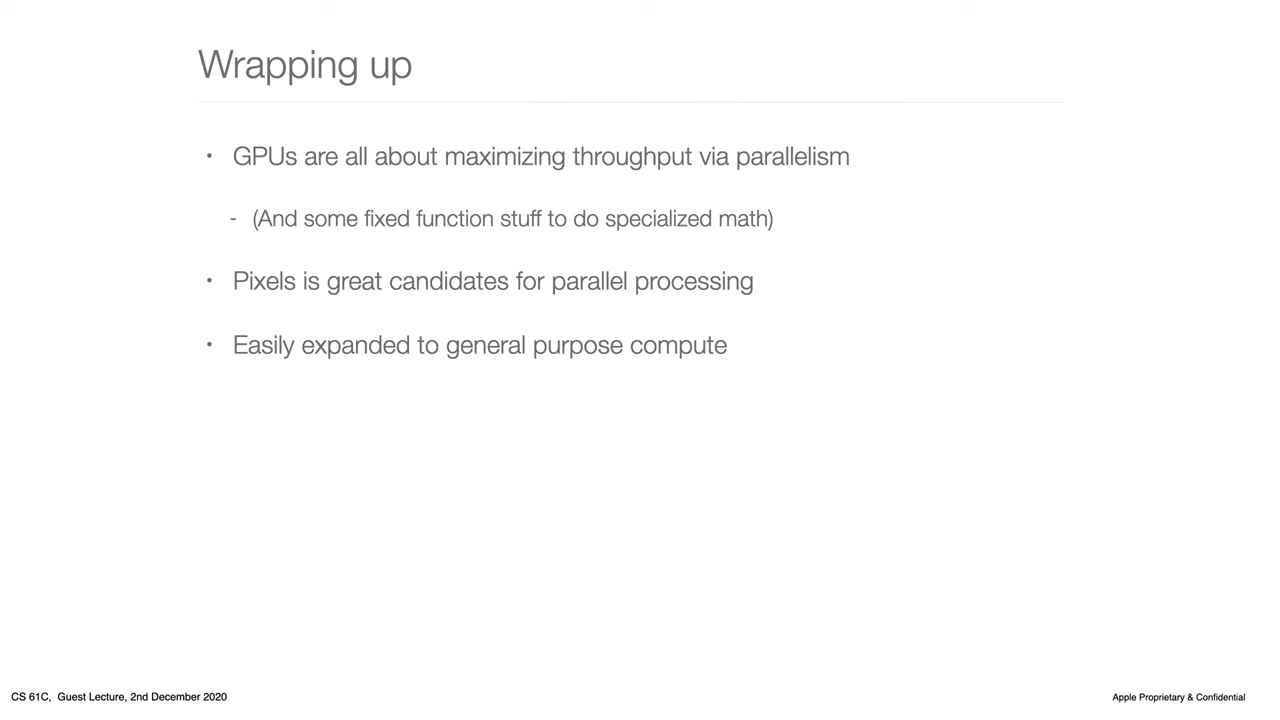 Wrapping up
• GPUs are all about maximizing throughput via parallelism
- (And some fixed function stuff to do specialized math)
• Pixels is great candidates for parallel processing
• Easily expanded to general purpose compute
CS 61C, Guest Lecture, 2nd December 2020
Apple Proprietary & Confidential